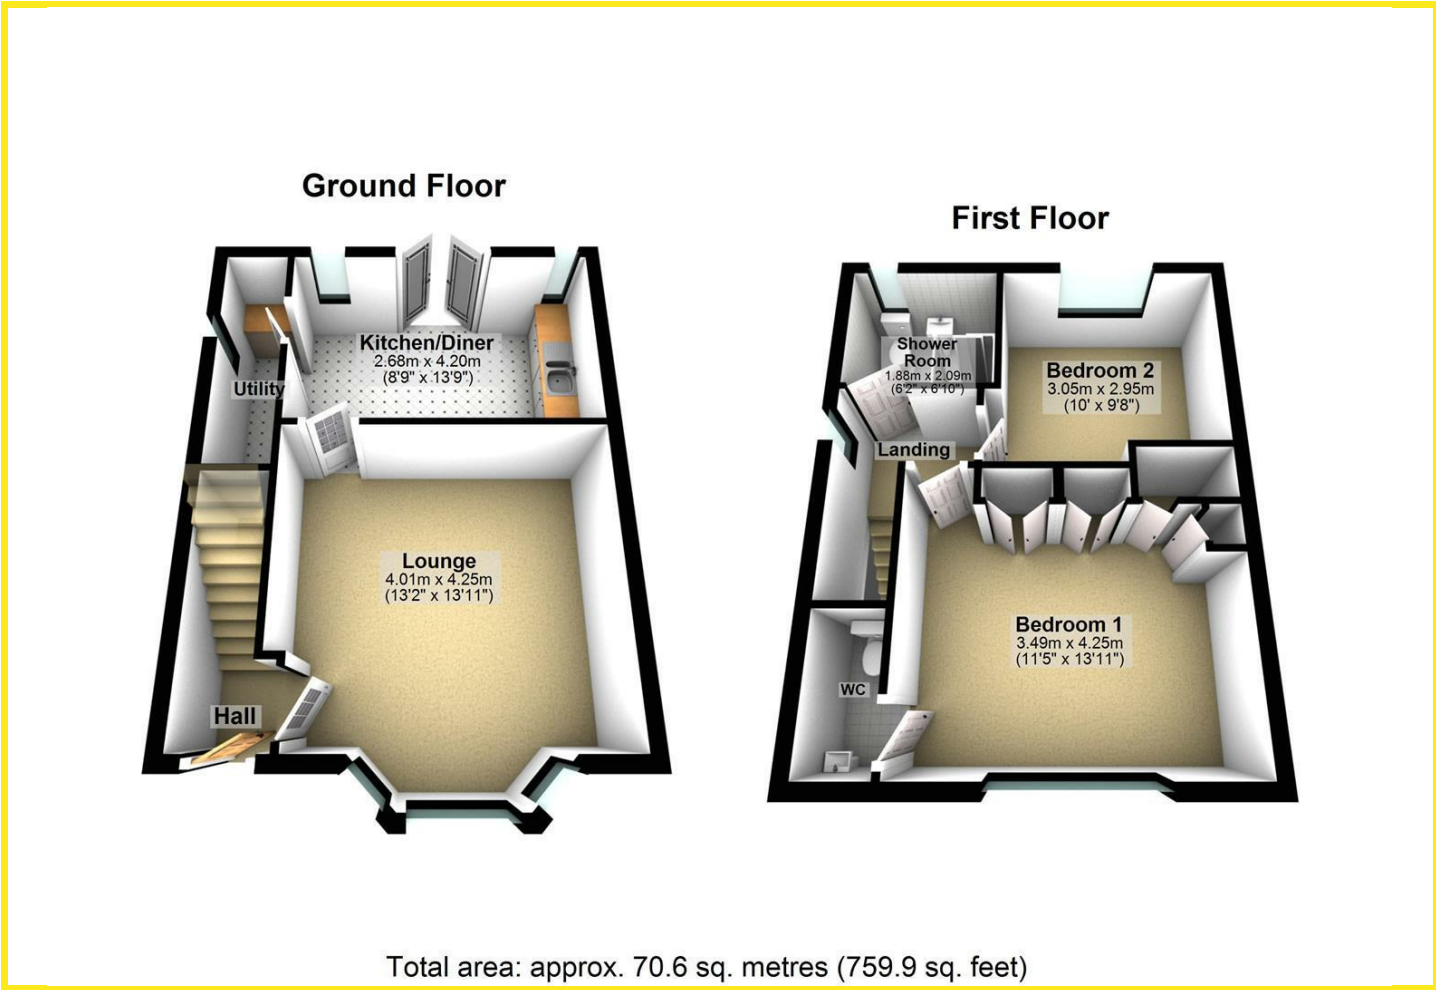 Ground Floor
Kitchen/Diner
2.68m x 4.20m
(8'9" x 13'9")
Utility
Lounge
4.01m x 4.25m
(13'2" x 13'11")
Hall
First Floor
Shower
Room
1.88m x 2.09m
(6'2" x 6'10")
Bedroom 2
3.05m x 2.95m
(10' x 9'8")
Landing
Bedroom 1
3.49m x 4.25m
(11'5" x 13'11")
WC
Total area: approx. 70.6 sq. metres (759.9 sq. feet)